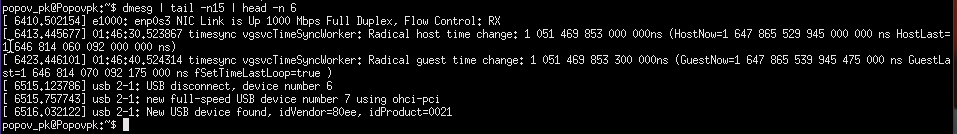 popov_pk@Popovpk:~$ dmesg | tail -n15 | head -n 6
[ 6410.502154] e1000: enp0s3 NIC Link is Up 1000 Mbps Full Duplex, Flow Control: RX
[ 6413.445677] 01:46:30.523867 timesync vgsvcTimeSyncWorker: Radical host time change: 1 051 469 853 000 000ns (HostNow=1 647 865 529 945 000 000 ns HostLast=
1 646 814 060 092 000 000 ns)
[ 6423.446101] 01:46:40.524314 timesync vgsvcTimeSyncWorker: Radical guest time change: 1 051 469 853 300 000ns (GuestNow=1 647 865 539 945 475 000 ns GuestLa
st=1 646 814 070 092 175 000 ns fSetTimeLastLoop=true )
[ 6515.123786] usb 2-1: USB disconnect, device number 6
[ 6515.757743] usb 2-1: new full-speed USB device number 7 using ohci-pci
[ 6516.032122] usb 2-1: New USB device found, idVendor=80ee, idProduct=0021
popov_pk@Popovpk:~$